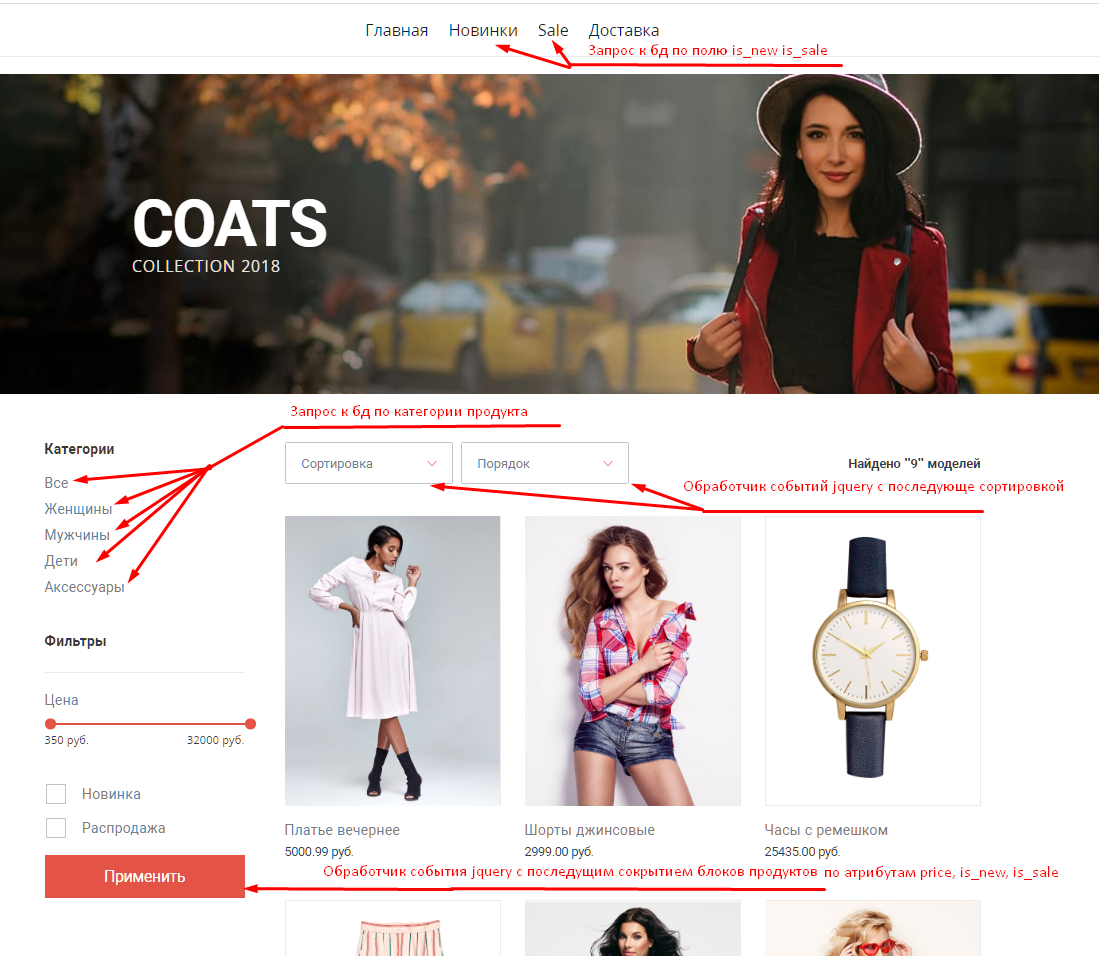 Главная Новинки Sale Доставка
Запрос к бд по полю is_new is_sale
COATS
COLLECTION 2018
Запрос к бд по категории продукта
Категории
Все
Женщины
Мужчины
Дети
Аксессуары
Фильтры
Цена
350 руб. 32000 руб.
Новинка
Распродажа
Применить
Сортировка Порядок Найдено "9" моделей
Обработчик событий jquery с последующе сортировкой
Платье вечернее
5000.99 руб.
Шорты джинсовые
2999.00 руб.
Часы с ремешком
25435.00 руб.
Обработчик события jquery с последущим сокрытием блоков продуктов по атрибутам price, is_new, is_sale